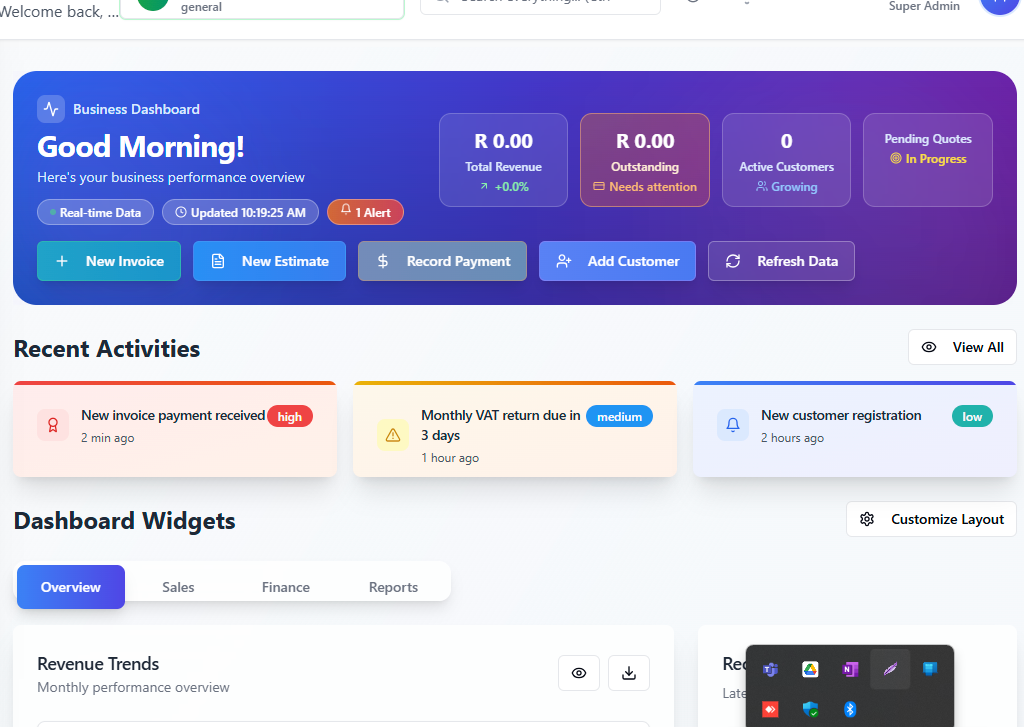 Welcome back, ...
general
Super Admin
Business Dashboard
Good Morning!
Here's your business performance overview
Real-time Data
Updated 10:19:25 AM
1 Alert
R 0.00
Total Revenue
+0.0%
R 0.00
Outstanding
Needs attention
0
Active Customers
Growing
Pending Quotes
In Progress
New Invoice
New Estimate
Record Payment
Add Customer
Refresh Data
Recent Activities
View All
New invoice payment received
high
2 min ago
Monthly VAT return due in
3 days
medium
1 hour ago
New customer registration
low
2 hours ago
Dashboard Widgets
Customize Layout
Overview
Sales
Finance
Reports
Revenue Trends
Monthly performance overview